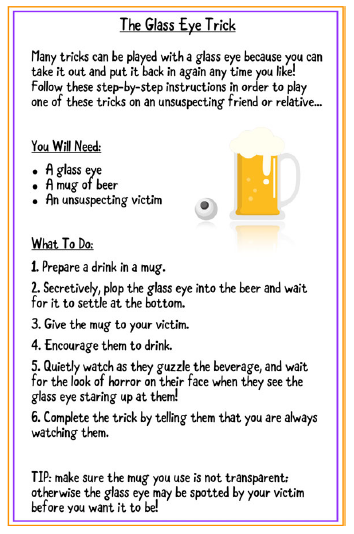 The Glass Eye Trick
Many tricks can be played with a glass eye because you can
take it out and put it back in again any time you like!
Follow these step-by-step instructions in order to play
one of these tricks on an unsuspecting friend or relative...
You Will Need:
• A glass eye
• A mug of beer
• An unsuspecting victim
What To Do:
1. Prepare a drink in a mug.
2. Secretively, plop the glass eye into the beer and wait
for it to settle at the bottom.
3. Give the mug to your victim.
4. Encourage them to drink.
5. Quietly watch as they guzzle the beverage, and wait
for the look of horror on their face when they see the
glass eye staring up at them!
6. Complete the trick by telling them that you are always
watching them.
TIP: make sure the mug you use is not transparent;
otherwise the glass eye may be spotted by your victim
before you want it to be!